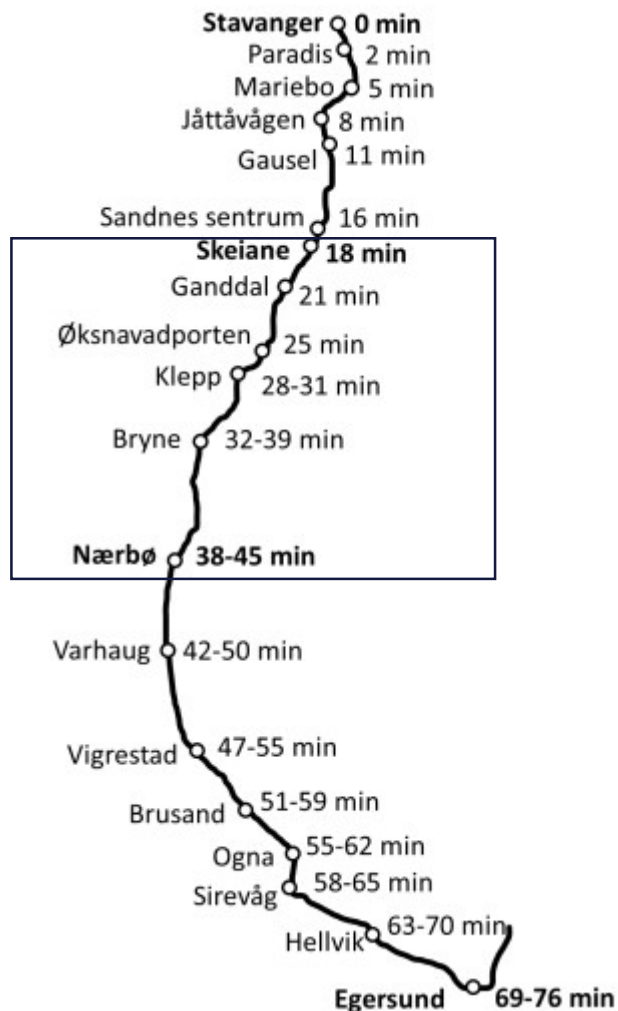 Stavanger 0 min
Paradis 2 min
Mariebo 5 min
Jåttåvågen 8 min
Gausel 11 min
Sandnes sentrum 16 min
Skeiane 18 min
Ganddal 21 min
Øksnavadporten 25 min
Klepp 28-31 min
Bryne 32-39 min
Nærbø 38-45 min
Varhaug 42-50 min
Vigrestad 47-55 min
Brusand 51-59 min
Ogna 55-62 min
Sirevåg 58-65 min
Hellvik 63-70 min
Egersund 69-76 min